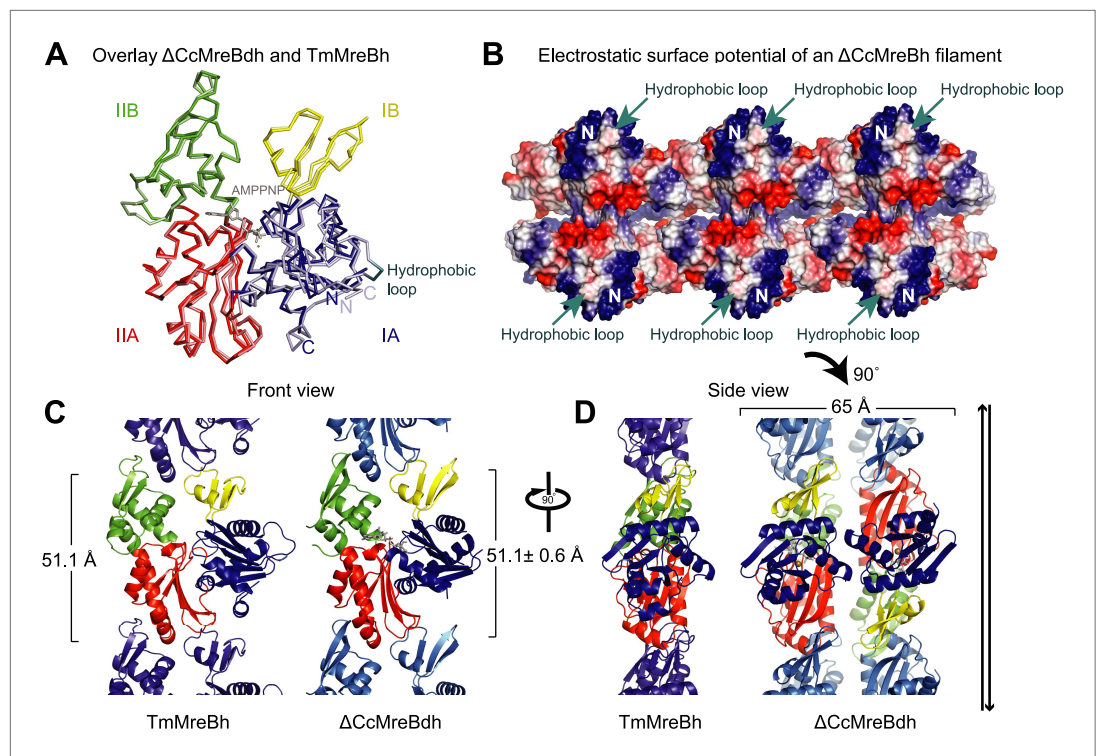 A Overlay ΔCcMreBdh and TmMreBh
IIB
IB
AMPPNP
Hydrophobic
loop
N
N
C
C
IIA
IA
B Electrostatic surface potential of an ΔCcMreBh filament
Hydrophobic loop
Hydrophobic loop
Hydrophobic loop
N
N
N
N
N
N
Hydrophobic loop
Hydrophobic loop
Hydrophobic loop
90°
Front view
C
51.1 Å
51.1± 0.6 Å
TmMreBh
ΔCcMreBdh
90°
Side view
D
65 Å
TmMreBh
ΔCcMreBdh